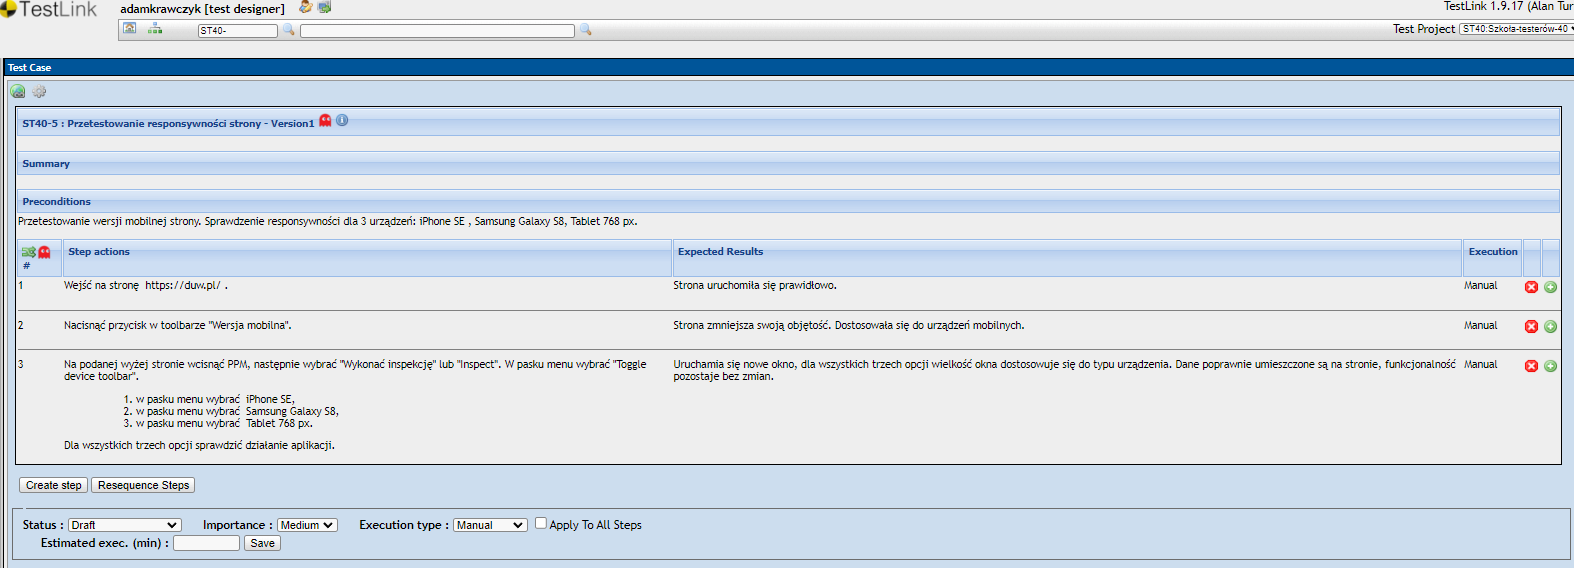 TestLink
adamkrawczyk [test designer]
TestLink 1.9.17 (Alan Tur
ST40-
Test Project ST40:Szkoła-testerów-40
Test Case
ST40-5 : Przetestowanie responsywności strony - Version1
Summary
Preconditions
Przetestowanie wersji mobilnej strony. Sprawdzenie responsywności dla 3 urządzeń: iPhone SE , Samsung Galaxy S8, Tablet 768 px.
# Step actions Expected Results Execution
1 Wejść na stronę https://duw.pl/ . Strona uruchomiła się prawidłowo. Manual
2 Nacisnąć przycisk w toolbarze "Wersja mobilna". Strona zmniejsza swoją objętość. Dostosowała się do urządzeń mobilnych. Manual
3 Na podanej wyżej stronie wcisnąć PPM, następnie wybrać "Wykonać inspekcję" lub "Inspect". W pasku menu wybrać "Toggle Uruchamia się nowe okno, dla wszystkich trzech opcji wielkość okna dostosowuje się do typu urządzenia. Dane poprawnie umieszczone są na stronie, funkcjonalność Manual
device toolbar". pozostaje bez zmian.
1. w pasku menu wybrać iPhone SE,
2. w pasku menu wybrać Samsung Galaxy S8,
3. w pasku menu wybrać Tablet 768 px.
Dla wszystkich trzech opcji sprawdzić działanie aplikacji.
Create step Resequence Steps
Status : Draft Importance : Medium Execution type : Manual Apply To All Steps
Estimated exec. (min) : Save